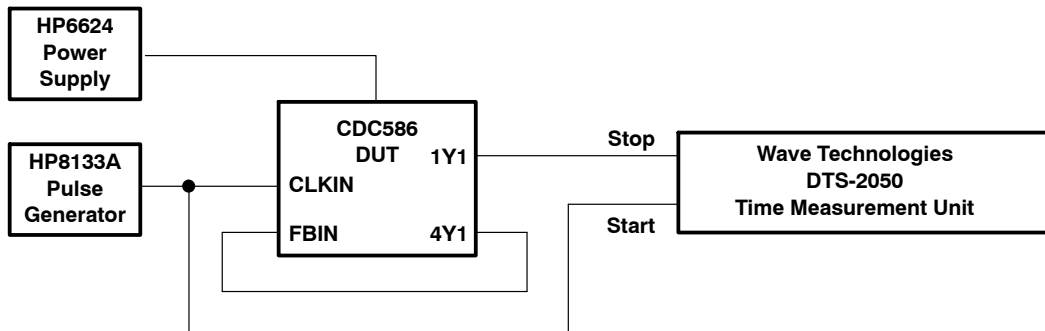 HP6624
Power
Supply
HP8133A
Pulse
Generator
CDC586
DUT
1Y1
CLKIN
FBIN
4Y1
Stop
Start
Wave Technologies
DTS-2050
Time Measurement Unit